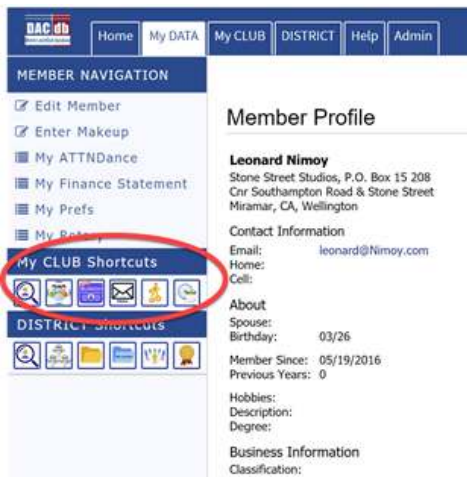 DAC db
Home
My DATA
My CLUB
DISTRICT
Help
Admin
MEMBER NAVIGATION
Edit Member
Enter Makeup
My ATTNDance
My Finance Statement
My Prefs
My
My CLUB Shortcuts
DISTRICT Shortcuts
Member Profile
Leonard Nimoy
Stone Street Studios, P.O. Box 15 208
Cnr Southampton Road & Stone Street
Miramar, CA, Wellington
Contact Information
Email: leonard@Nimoy.com
Home:
Cell:
About
Spouse:
Birthday: 03/26
Member Since: 05/19/2016
Previous Years: 0
Hobbies:
Description:
Degree:
Business Information
Classification: